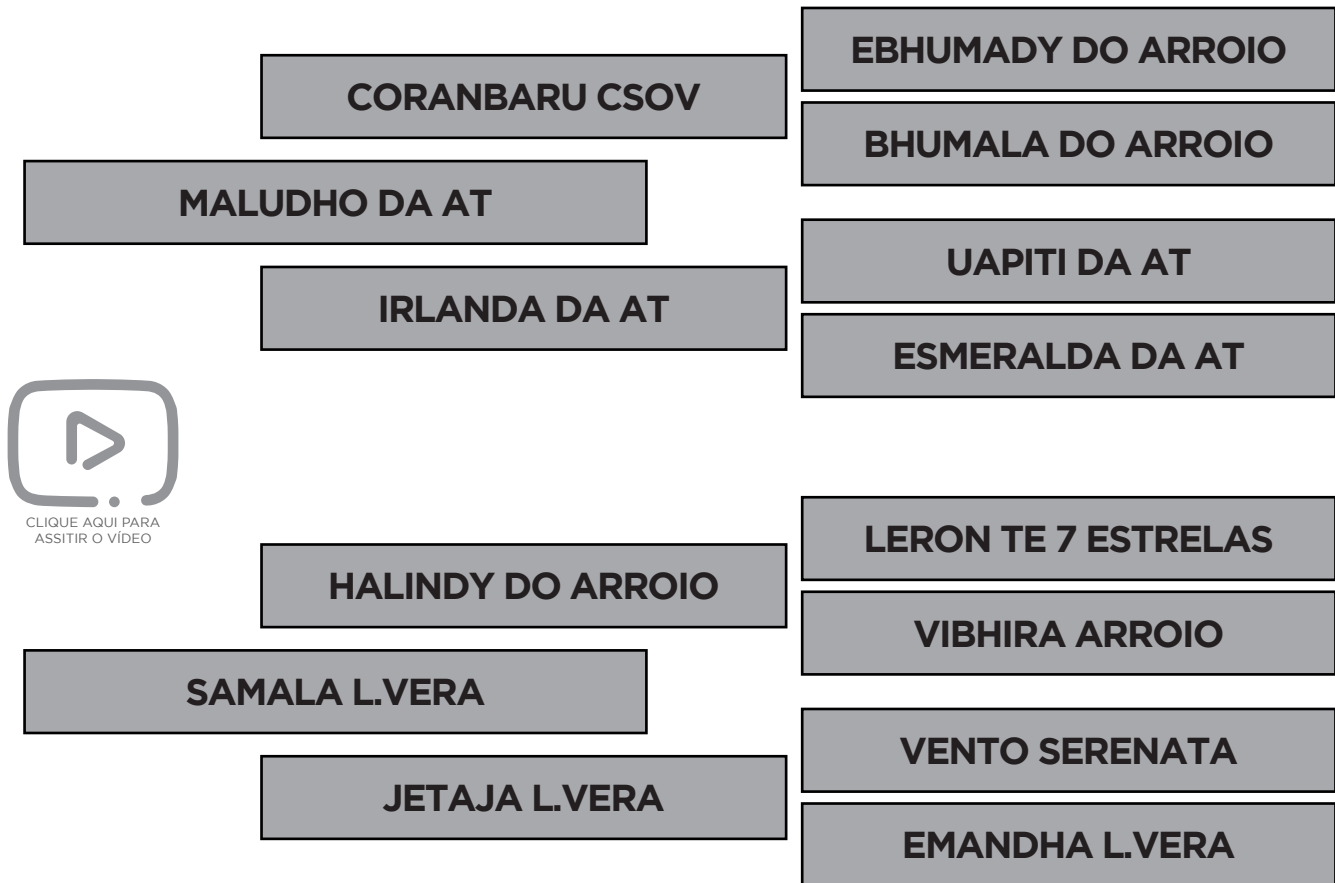 EBHUMADY DO ARROIO
CORANBARU CSOV
BHUMALA DO ARROIO
MALUDHO DA AT
UAPITI DA AT
IRLANDA DA AT
ESMERALDA DA AT
CLIQUE AQUI PARA
ASSITIR O VÍDEO
LERON TE 7 ESTRELAS
HALINDY DO ARROIO
VIBHIRA ARROIO
SAMALA L.VERA
VENTO SERENATA
JETAJA L.VERA
EMANDHA L.VERA